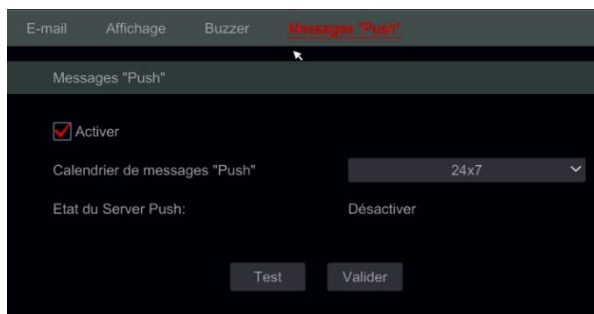 E-mail Affichage Buzzer Messages "Push"
Messages "Push"
Activer
Calendrier de messages "Push" 24x7
Etat du Server Push: Désactiver
Test Valider